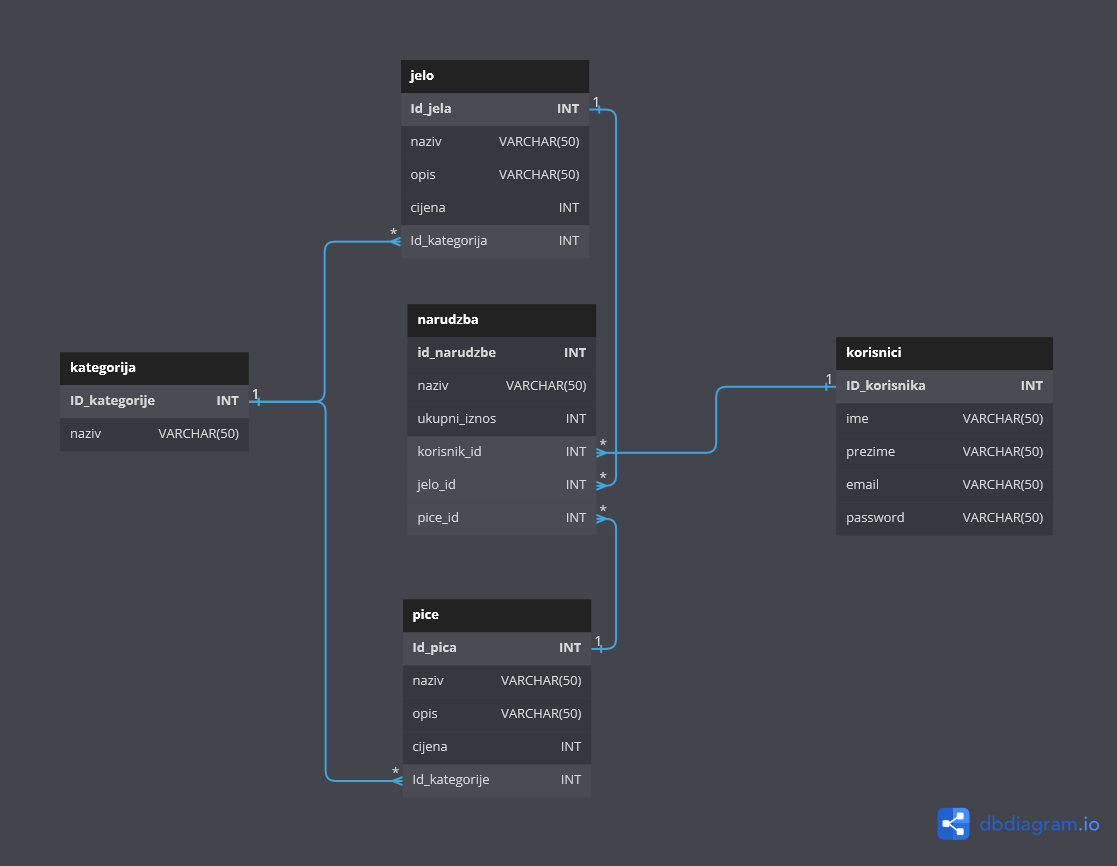 jelo
Id_jela INT
naziv VARCHAR(50)
opis VARCHAR(50)
cijena INT
Id_kategorija INT
narudzba
id_narudzbe INT
naziv VARCHAR(50)
ukupni_iznos INT
korisnik_id INT
jelo_id INT
pice_id INT
kategorija
ID_kategorije INT
naziv VARCHAR(50)
korisnici
ID_korisnika INT
ime VARCHAR(50)
prezime VARCHAR(50)
email VARCHAR(50)
password VARCHAR(50)
pice
Id_pica INT
naziv VARCHAR(50)
opis VARCHAR(50)
cijena INT
Id_kategorije INT
1
*
1
*
*
*
1
1
*
dbdiagram.io